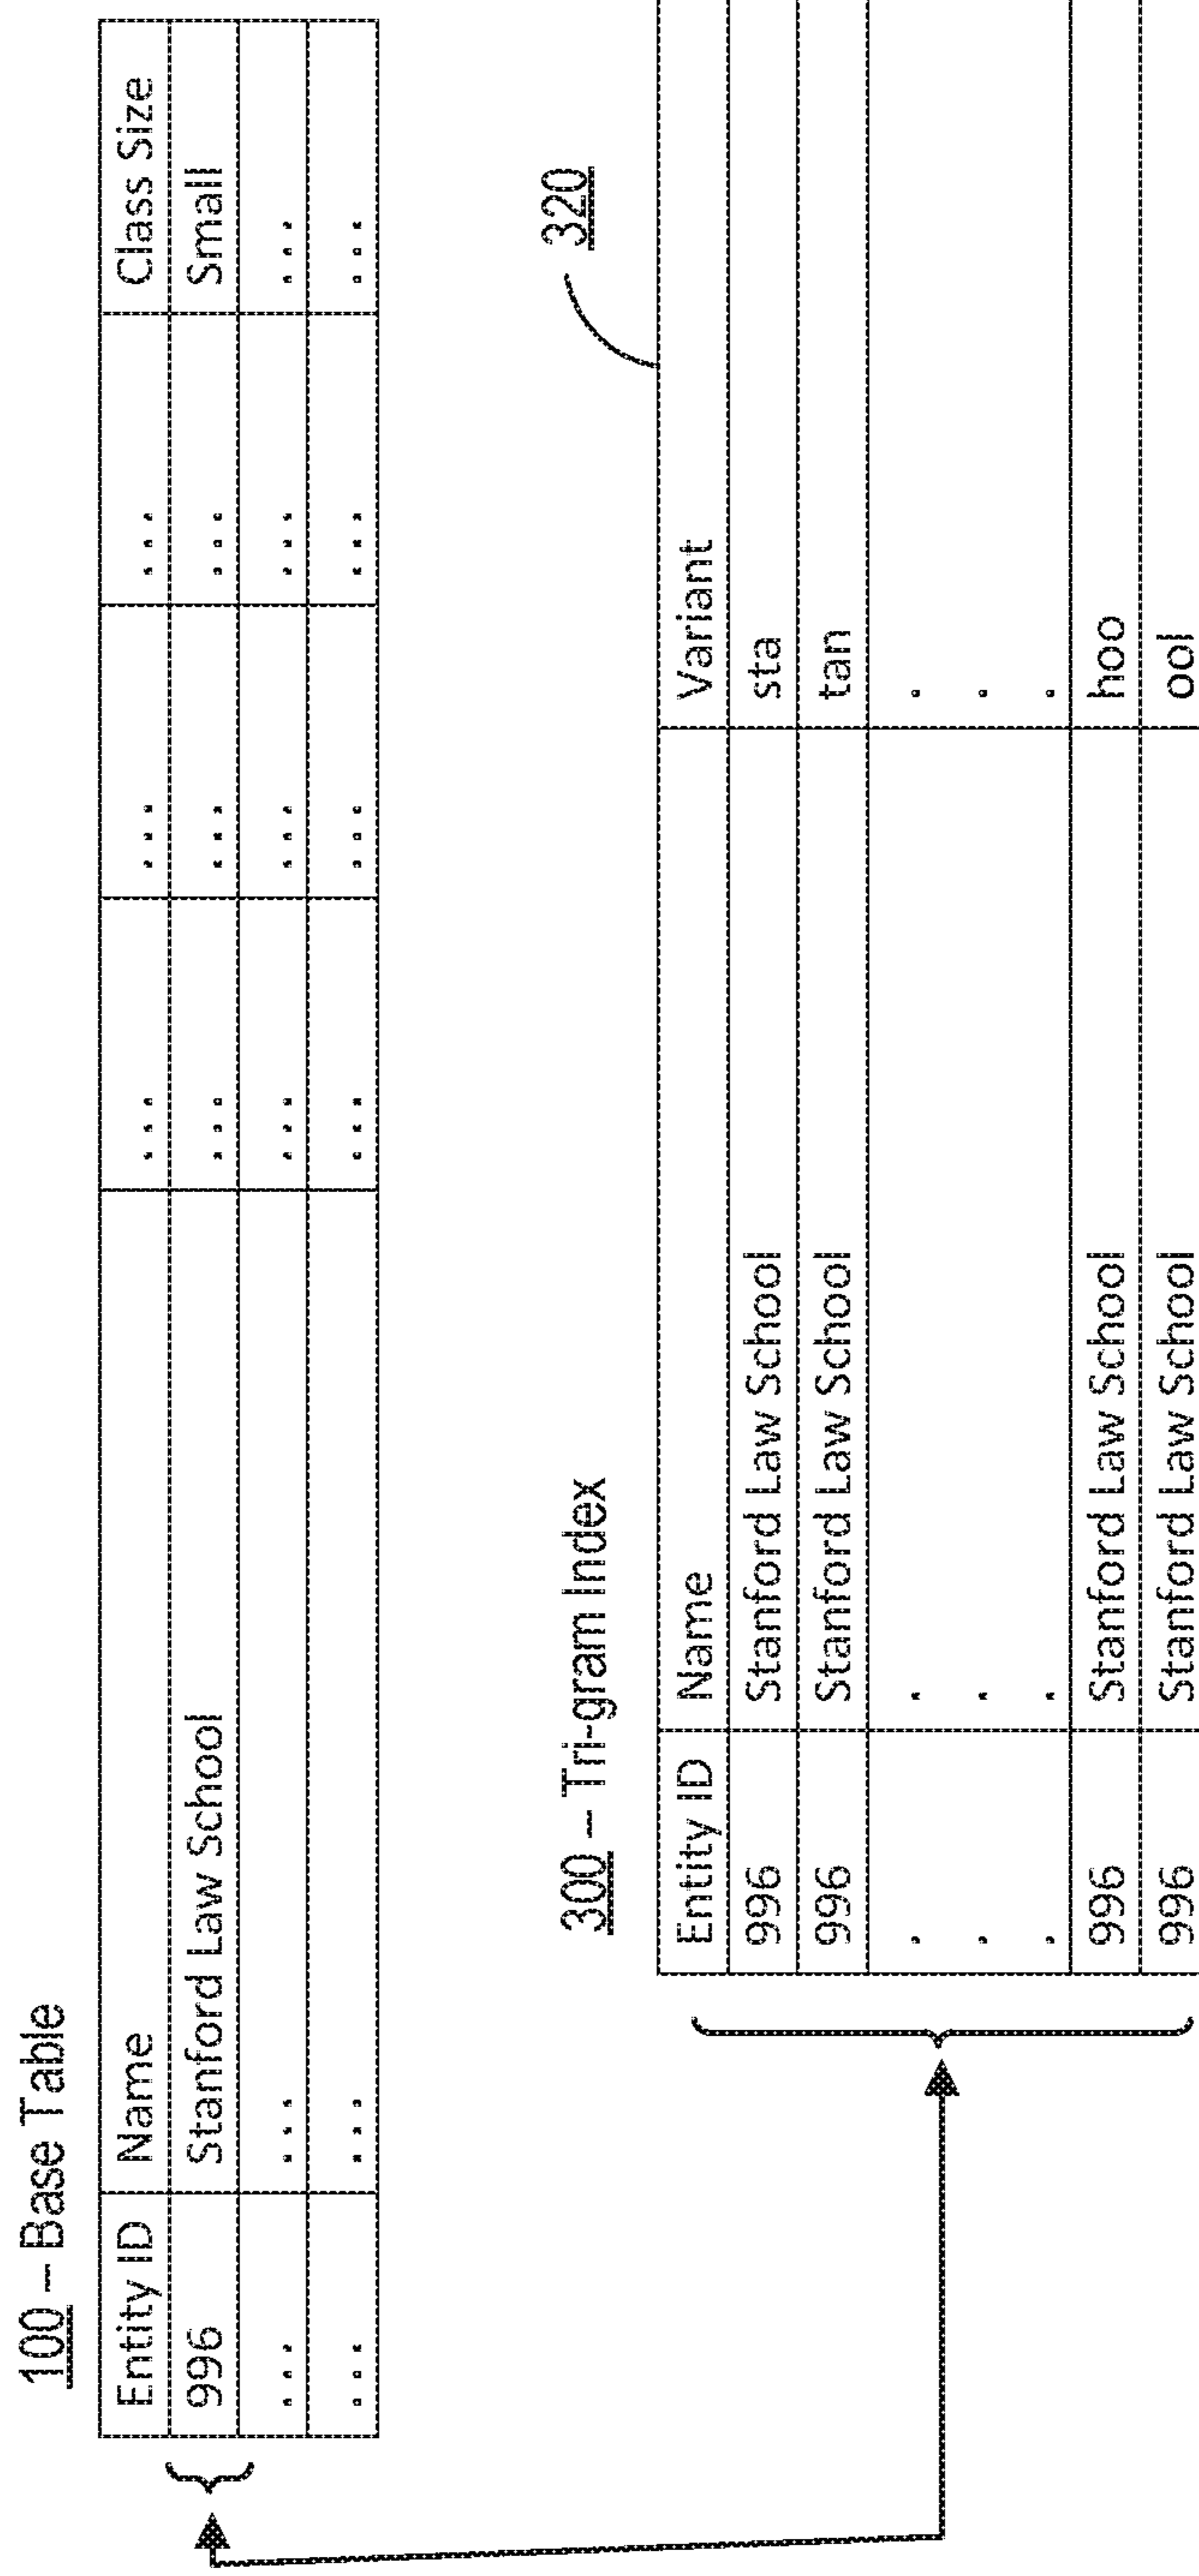 100 – Base Table
Entity ID Name ... ... ... Class Size
996 Stanford Law School ... ... ... Small
... ... ... ... ... ...
... ... ... ... ... ...
300 – Tri-gram Index
320
Entity ID Name Variant
996 Stanford Law School sta
996 Stanford Law School tan
. . .
. . .
. . .
996 Stanford Law School hoo
996 Stanford Law School ool